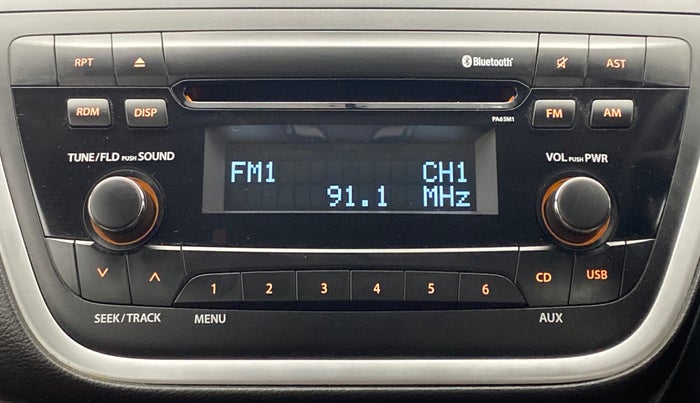 RPT
Bluetooth
AST
RDM DISP
PA65M1
FM AM
TUNE/FLD PUSH SOUND
VOL PUSH PWR
FM1 CH1
91.1 MHz
1 2 3 4 5 6
CD USB
SEEK/TRACK
MENU
AUX